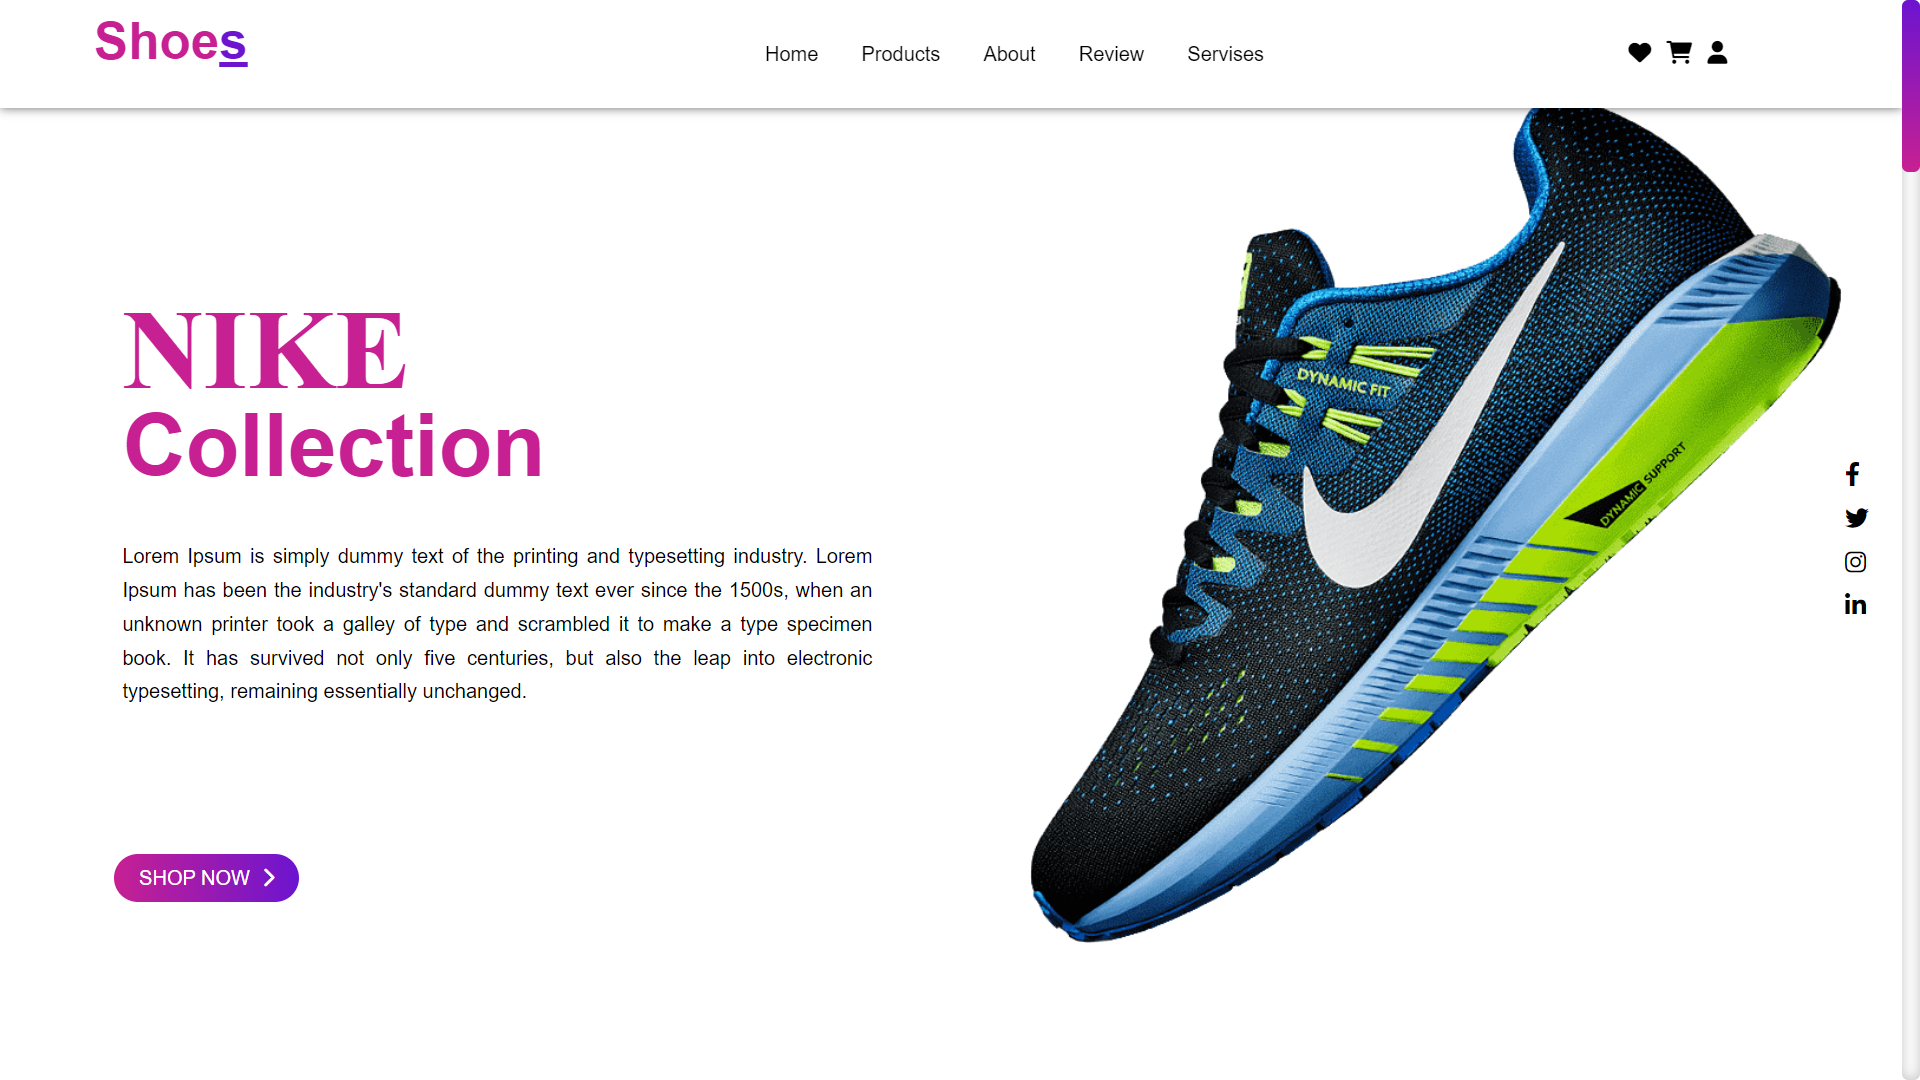 Shoes
Home Products About Review Servises
NIKE
Collection
DYNAMIC FIT
DYNAMIC SUPPORT
Lorem Ipsum is simply dummy text of the printing and typesetting industry. Lorem
Ipsum has been the industry's standard dummy text ever since the 1500s, when an
unknown printer took a galley of type and scrambled it to make a type specimen
book. It has survived not only five centuries, but also the leap into electronic
typesetting, remaining essentially unchanged.
SHOP NOW